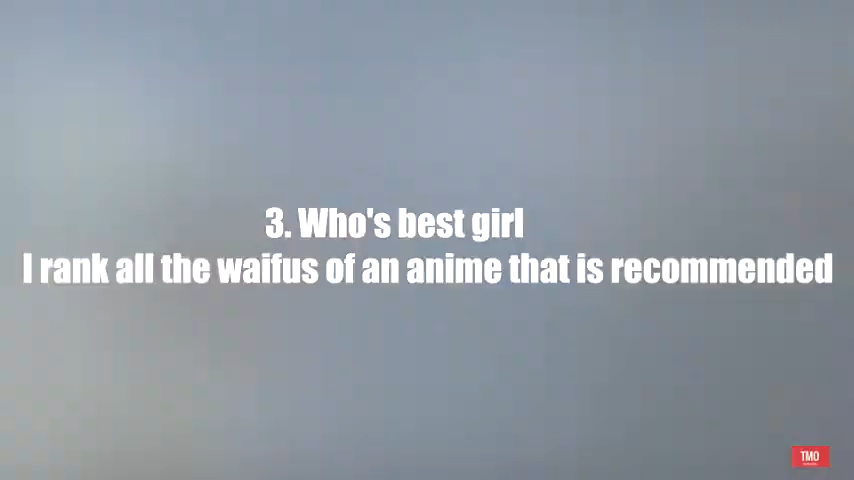 3. Who's best girl
I rank all the waifus of an anime that is recommended
TMO